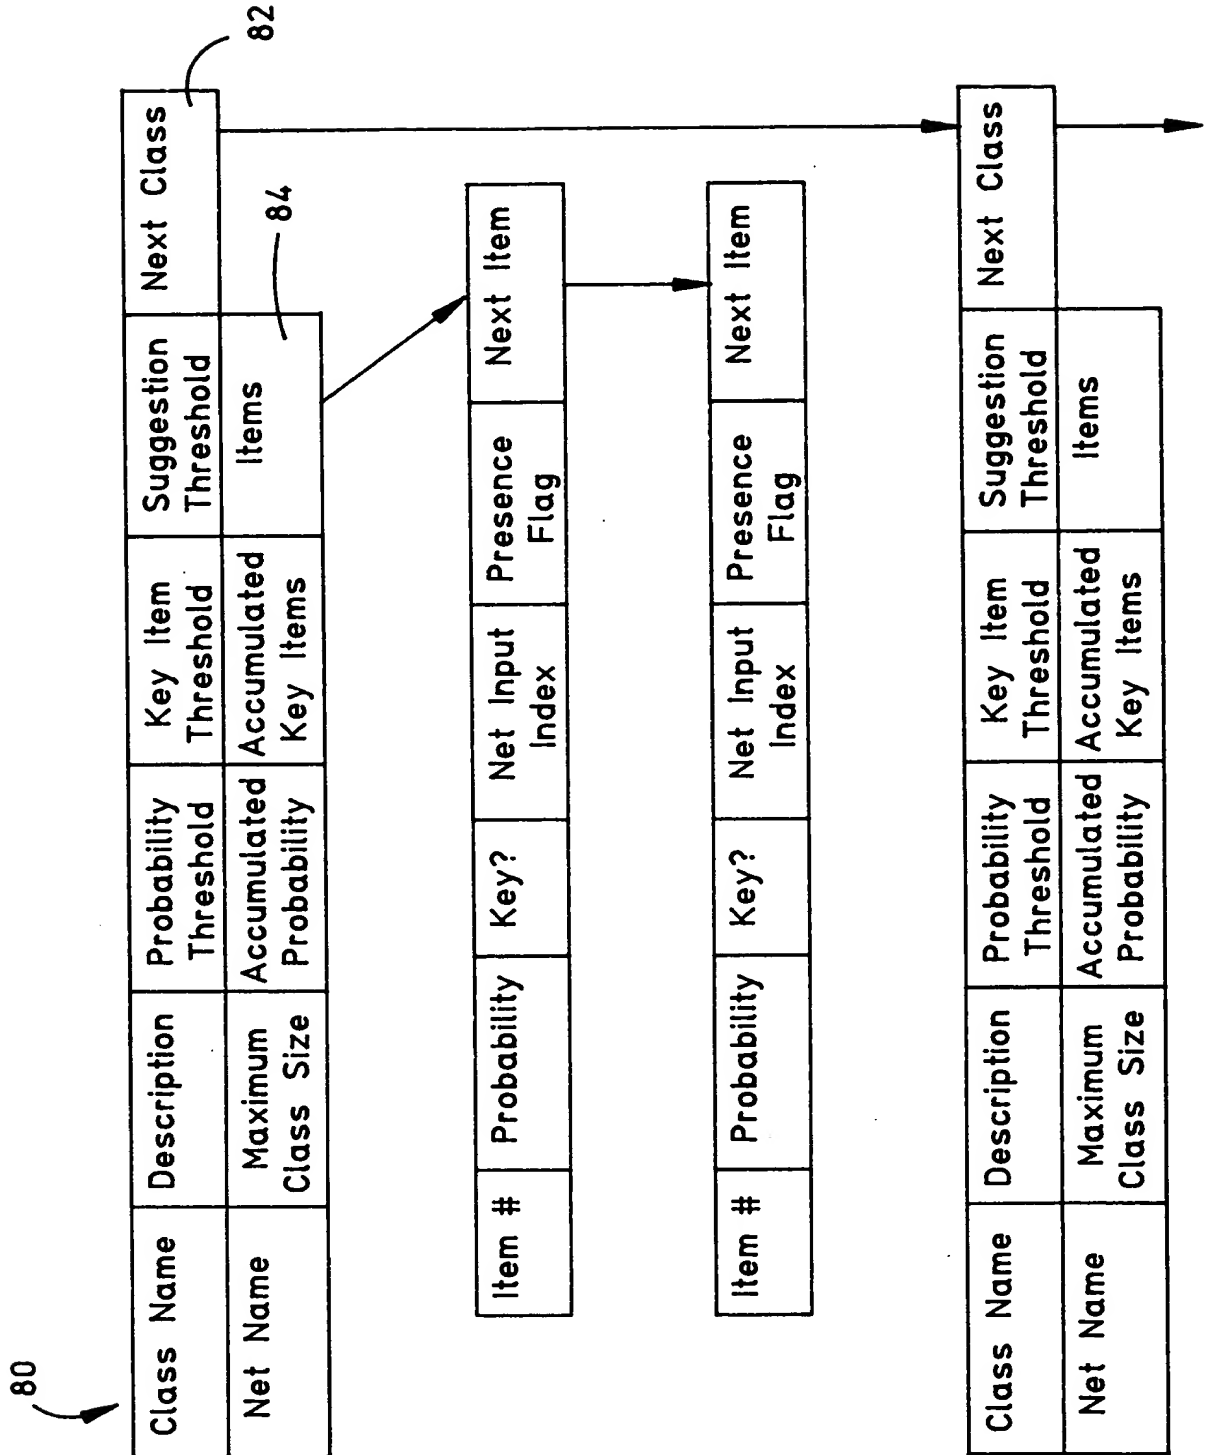 80
Class Name
Description
Probability
Threshold
Key Item
Threshold
Suggestion
Threshold
Next Class
82
Net Name
Maximum
Class Size
Accumulated
Probability
Accumulated
Key Items
Items
84
Item #
Probability
Key?
Net Input
Index
Presence
Flag
Next Item
Item #
Probability
Key?
Net Input
Index
Presence
Flag
Next Item
Class Name
Description
Probability
Threshold
Key Item
Threshold
Suggestion
Threshold
Next Class
Net Name
Maximum
Class Size
Accumulated
Probability
Accumulated
Key Items
Items